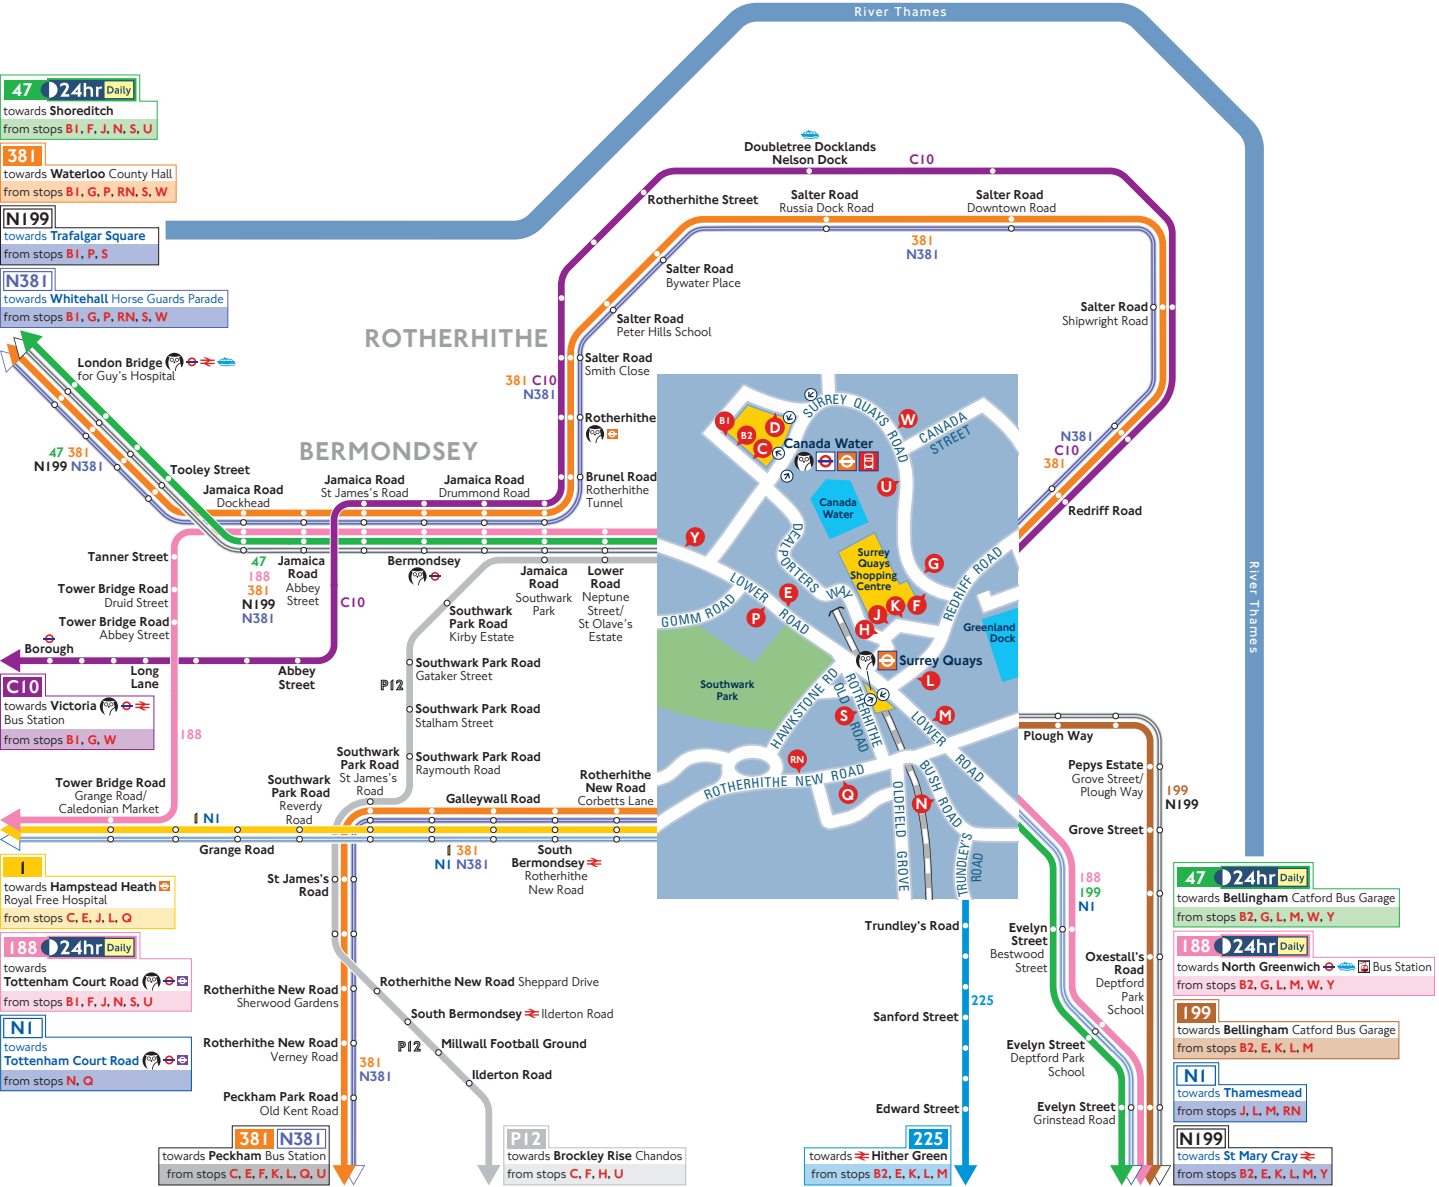 River Thames
47 24hr Daily
towards Shoreditch
from stops B1, F, J, N, S, U
381
towards Waterloo County Hall
from stops B1, G, P, RN, S, W
N199
towards Trafalgar Square
from stops B1, P, S
N381
towards Whitehall Horse Guards Parade
from stops B1, G, P, RN, S, W
Doubletree Docklands
Nelson Dock
C10
Rotherhithe Street
Salter Road
Russia Dock Road
Salter Road
Downtown Road
381
N381
Salter Road
Bywater Place
Salter Road
Peter Hills School
Salter Road
Shipwright Road
ROTHERHITHE
London Bridge
for Guy's Hospital
Salter Road
Smith Close
381 C10
N381
Rotherhithe
BERMONDSEY
47 381
N199 N381
Tooley Street
Jamaica Road
Dockhead
Jamaica Road
St James's Road
Jamaica Road
Drummond Road
Brunel Road
Rotherhithe
Tunnel
N381
C10
381
Redriff Road
Tanner Street
Tower Bridge Road
Druid Street
Tower Bridge Road
Abbey Street
47
188
381
N199
N381
Jamaica
Road
Abbey
Street
C10
Bermondsey
Jamaica
Road
Southwark
Park
Lower
Road
Neptune
Street/
St Olave's
Estate
Southwark
Park Road
Kirby Estate
Southwark Park Road
Gataker Street
P12
Southwark Park Road
Stalham Street
Southwark Park Road
Raymouth Road
Borough
Long
Lane
Abbey
Street
C10
towards Victoria
Bus Station
from stops B1, G, W
188
Tower Bridge Road
Grange Road/
Caledonian Market
Southwark
Park Road
Reverdy
Road
Southwark
Park Road
St James's
Road
Galleywall Road
Rotherhithe
New Road
Corbetts Lane
1 N1
Grange Road
1 381
N1 N381
South
Bermondsey
Rotherhithe
New Road
B1
B2
D
C
SURREY QUAYS ROAD
W
CANADA
STREET
Canada Water
U
Canada
Water
Y
DEAL PORTERS WAY
Surrey
Quays
Shopping
Centre
G
REDRIFF ROAD
LOWER ROAD
E
P
GOMM ROAD
K
F
J
H
Greenland
Dock
Surrey Quays
Southwark
Park
HAWKSTONE RD
ROTHERHITHE
OLD ROAD
S
L
M
LOWER ROAD
RN
ROTHERHITHE NEW ROAD
Q
N
BUSH ROAD
OLDFIELD GROVE
TRUNDLEY'S
ROAD
Plough Way
Pepys Estate
Grove Street/
Plough Way
199
N199
Grove Street
River Thames
1
towards Hampstead Heath
Royal Free Hospital
from stops C, E, J, L, Q
188 24hr Daily
towards
Tottenham Court Road
from stops B1, F, J, N, S, U
N1
towards
Tottenham Court Road
from stops N, Q
St James's
Road
Rotherhithe New Road
Sherwood Gardens
Rotherhithe New Road
Verney Road
Peckham Park Road
Old Kent Road
381
N381
Rotherhithe New Road Sheppard Drive
South Bermondsey Ilderton Road
P12
Millwall Football Ground
Ilderton Road
381 N381
towards Peckham Bus Station
from stops C, E, F, K, L, Q, U
P12
towards Brockley Rise Chandos
from stops C, F, H, U
Trundley's Road
225
Sanford Street
Edward Street
225
towards Hither Green
from stops B2, E, K, L, M
188
199
N1
Evelyn
Street
Bestwood
Street
Oxestall's
Road
Deptford
Park
School
Evelyn Street
Deptford Park
School
Evelyn Street
Grinstead Road
47 24hr Daily
towards Bellingham Catford Bus Garage
from stops B2, G, L, M, W, Y
188 24hr Daily
towards North Greenwich Bus Station
from stops B2, G, L, M, W, Y
199
towards Bellingham Catford Bus Garage
from stops B2, E, K, L, M
N1
towards Thamesmead
from stops J, L, M, RN
N199
towards St Mary Cray
from stops B2, E, K, L, M, Y